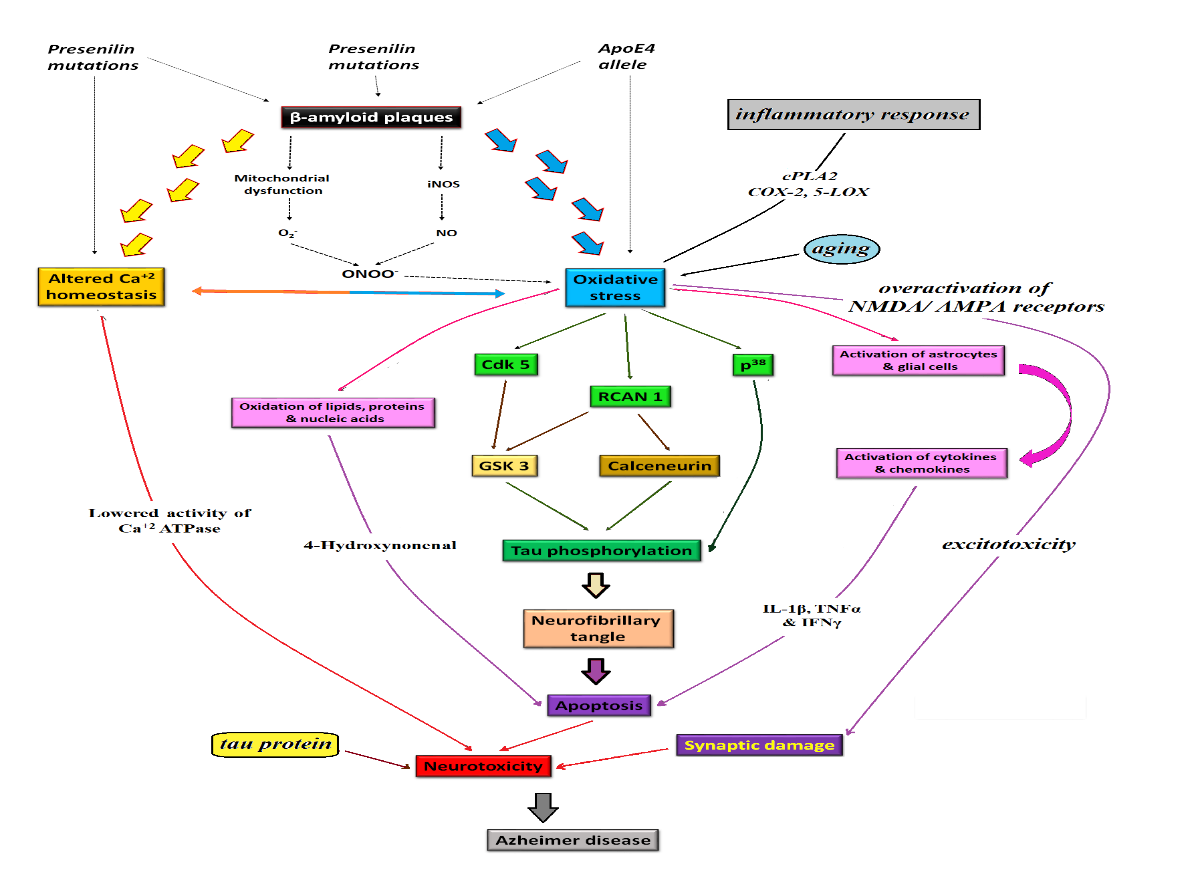 Presenilin
mutations
Presenilin
mutations
ApoE4
allele
β-amyloid plaques
inflammatory response
cPLA2
COX-2, 5-LOX
Mitochondrial
dysfunction
iNOS
O₂⁻
NO
ONOO⁻
aging
Altered Ca⁺²
homeostasis
Oxidative
stress
overactivation of
NMDA/ AMPA receptors
Cdk 5
p³⁸
Activation of astrocytes
& glial cells
RCAN 1
Oxidation of lipids, proteins
& nucleic acids
GSK 3
Calceneurin
Activation of cytokines
& chemokines
Lowered activity of
Ca⁺² ATPase
4-Hydroxynonenal
Tau phosphorylation
excitotoxicity
Neurofibrillary
tangle
IL-1β, TNFα
& IFNγ
Apoptosis
tau protein
Synaptic damage
Neurotoxicity
Azheimer disease